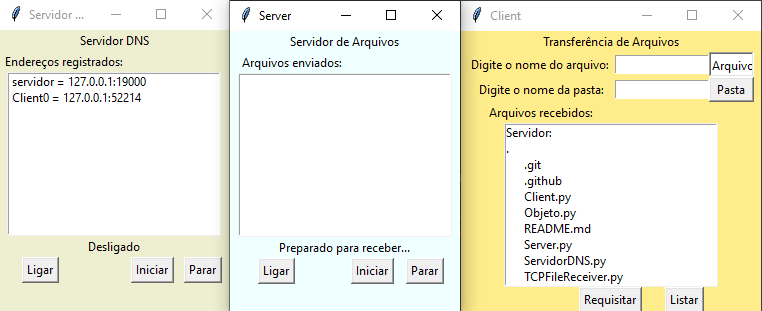 Servidor ...
Servidor DNS
Endereços registrados:
servidor = 127.0.0.1:19000
Client0 = 127.0.0.1:52214
Desligado
Ligar
Iniciar
Parar
Server
Servidor de Arquivos
Arquivos enviados:
Preparado para receber...
Ligar
Iniciar
Parar
Client
Transferência de Arquivos
Digite o nome do arquivo:
Arquivo
Digite o nome da pasta:
Pasta
Arquivos recebidos:
Servidor:
.
.git
.github
Client.py
Objeto.py
README.md
Server.py
ServidorDNS.py
TCPFileReceiver.py
Requisitar
Listar